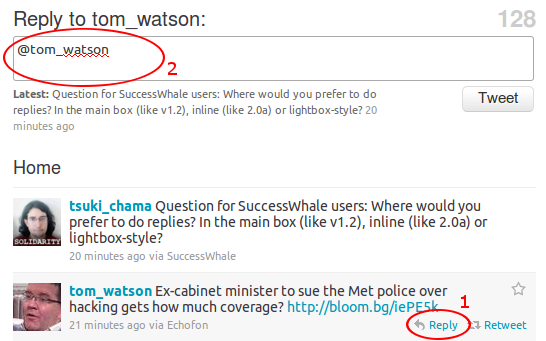 Reply to tom_watson:
128
@tom_watson
2
Latest: Question for SuccessWhale users: Where would you prefer to do
replies? In the main box (like v1.2), inline (like 2.0a) or lightbox-style? 20
minutes ago
Tweet
Home
tsuki_chama Question for SuccessWhale users: Where would you
prefer to do replies? In the main box (like v1.2), inline (like 2.0a) or
lightbox-style?
20 minutes ago via SuccessWhale
SOLIDARITY
tom_watson Ex-cabinet minister to sue the Met police over
hacking gets how much coverage? http://bloom.bg/iePE5k
1
21 minutes ago via Echofon
Reply
Retweet